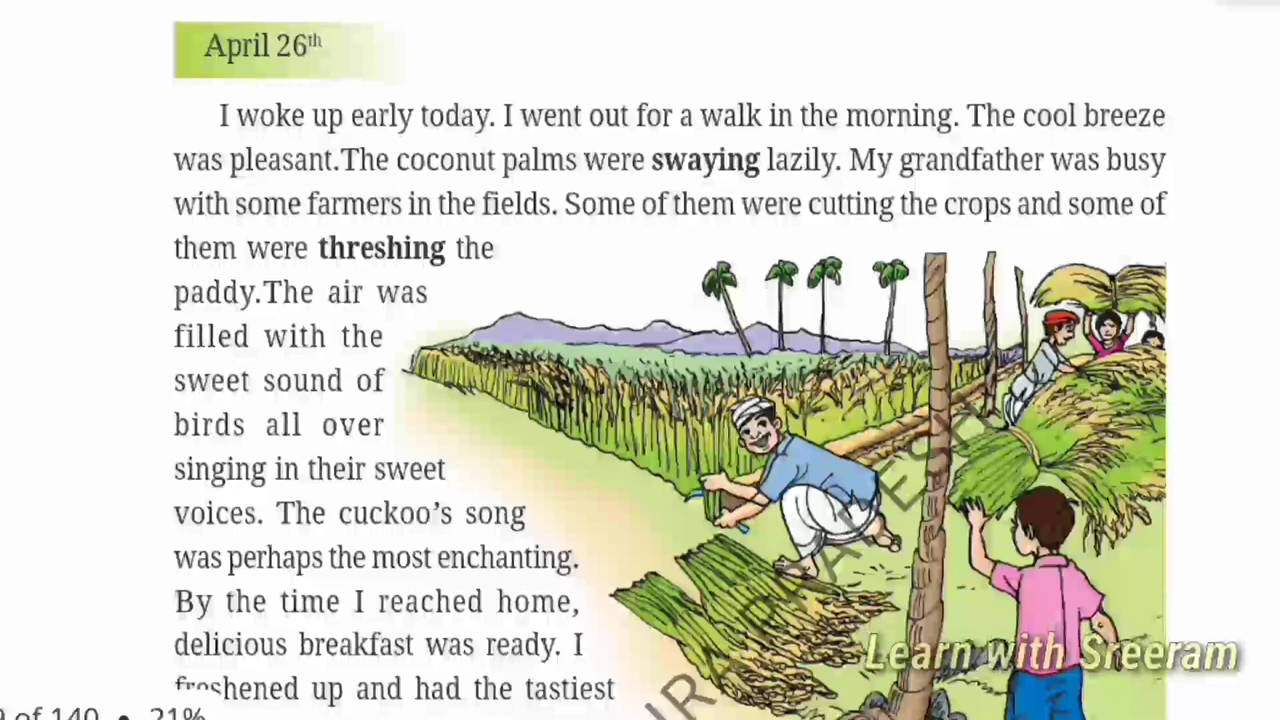 April 26th
I woke up early today. I went out for a walk in the morning. The cool breeze
was pleasant.The coconut palms were swaying lazily. My grandfather was busy
with some farmers in the fields. Some of them were cutting the crops and some of
them were threshing the
paddy.The air was
filled with the
sweet sound of
birds all over
singing in their sweet
voices. The cuckoo's song
was perhaps the most enchanting.
By the time I reached home,
delicious breakfast was ready. I
freshened up and had the tastiest
Learn with Sreeram
of 140 • 21%